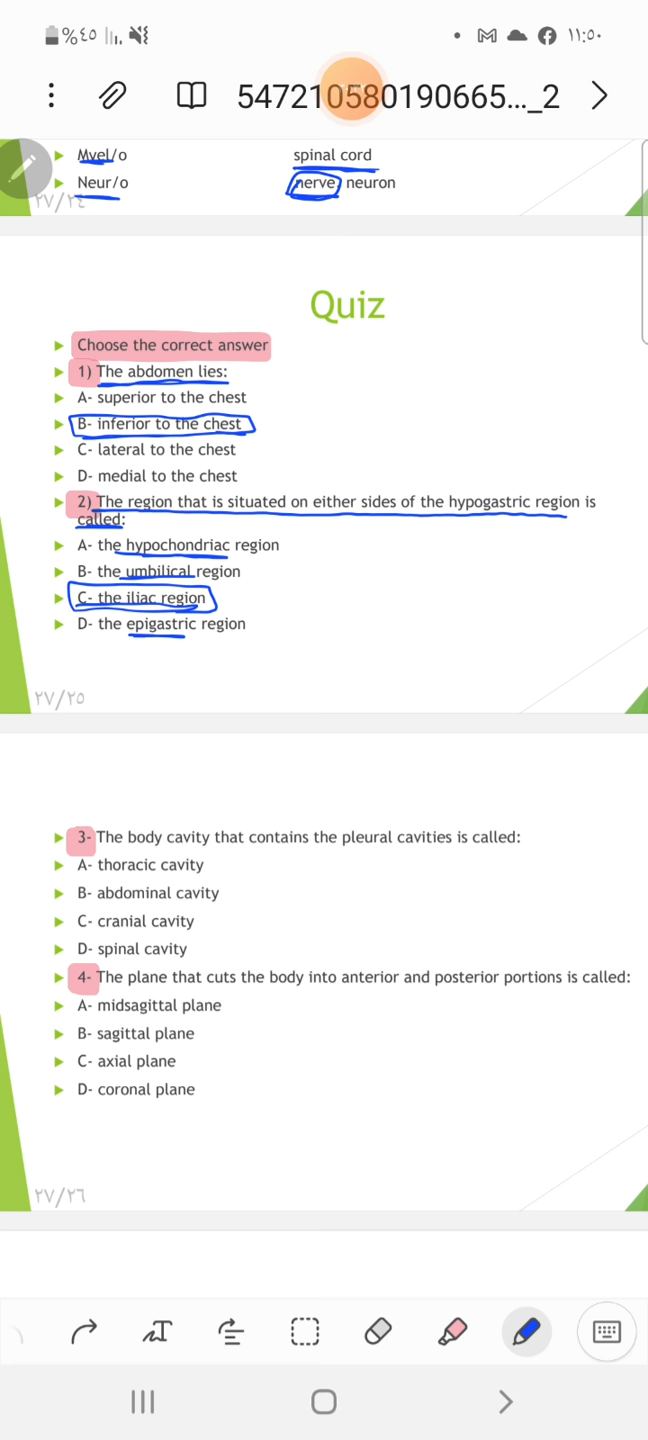 %٤٥ ١١:٥٠
547210580190665..._2
Myel/o spinal cord
Neur/o nerve, neuron
٢٧/٢٤
Quiz
Choose the correct answer
1) The abdomen lies:
A- superior to the chest
B- inferior to the chest
C- lateral to the chest
D- medial to the chest
2) The region that is situated on either sides of the hypogastric region is
called:
A- the hypochondriac region
B- the umbilical region
C- the iliac region
D- the epigastric region
٢٧/٢٥
3- The body cavity that contains the pleural cavities is called:
A- thoracic cavity
B- abdominal cavity
C- cranial cavity
D- spinal cavity
4- The plane that cuts the body into anterior and posterior portions is called:
A- midsagittal plane
B- sagittal plane
C- axial plane
D- coronal plane
٢٧/٢٦